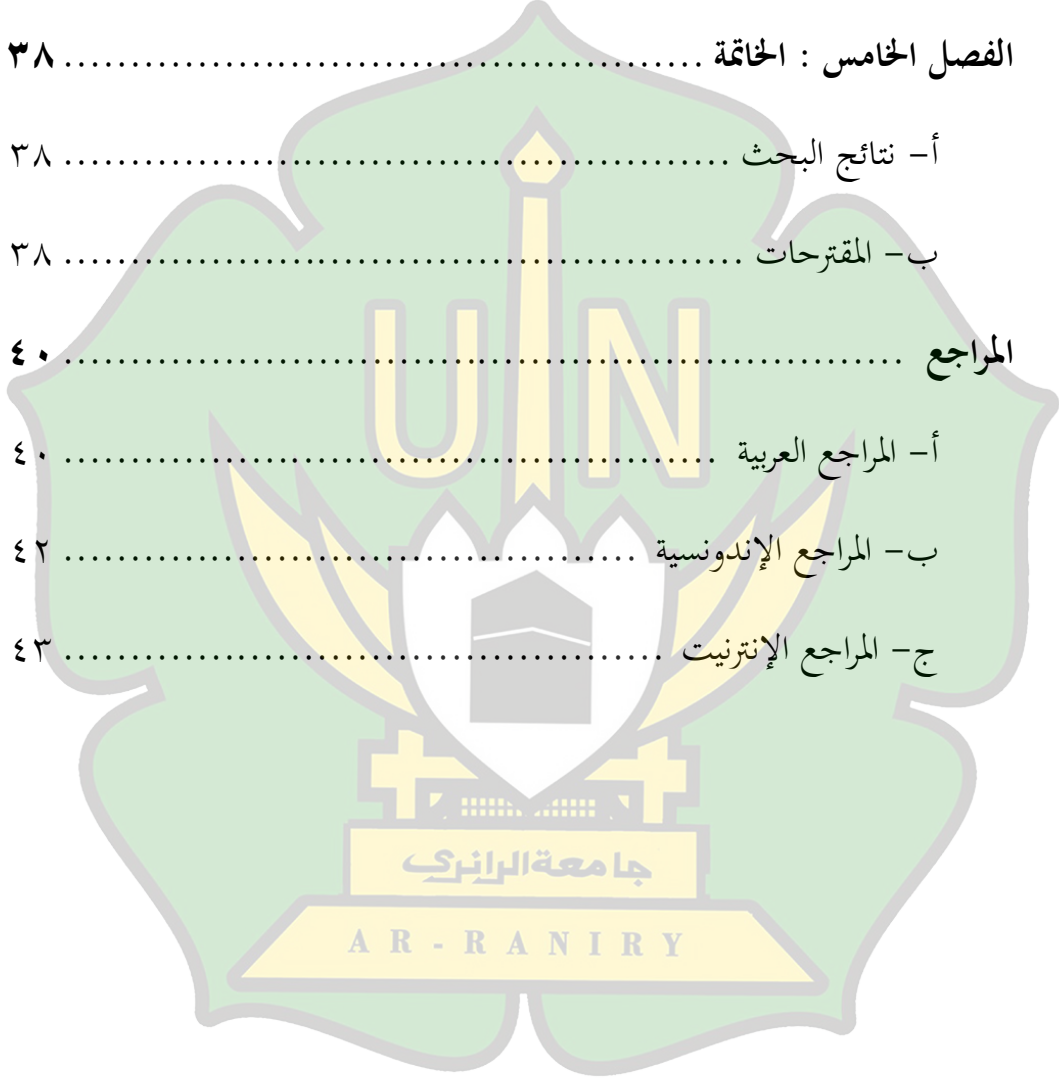 الفصل الخامس : الخاتمة ................................................ ٣٨
أ– نتائج البحث .................................................. ٣٨
ب– المقترحات ................................................... ٣٨
المراجع ............................................................... ٤٠
أ– المراجع العربية ................................................. ٤٠
ب– المراجع الإندونسية ........................................... ٤٢
ج– المراجع الإنترنيت ............................................. ٤٣
UIN
جامعة الرانري
AR-RANIRY